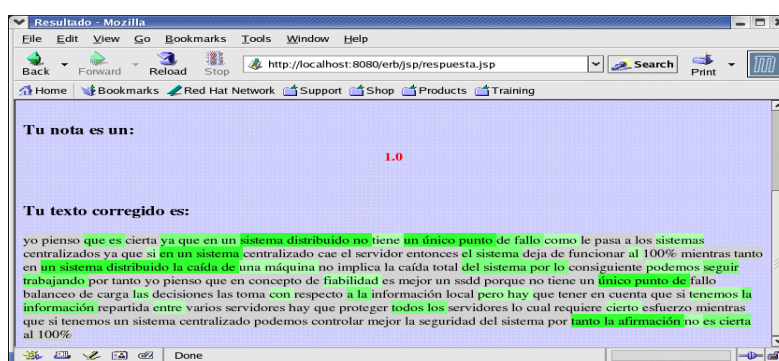 Resultado - Mozilla
File Edit View Go Bookmarks Tools Window Help
Back Forward Reload Stop http://localhost:8080/erb/jsp/respuesta.jsp Search Print
Home Bookmarks Red Hat Network Support Shop Products Training
Tu nota es un:
1.0
Tu texto corregido es:
yo pienso que es cierta ya que en un sistema distribuido no tiene un único punto de fallo como le pasa a los sistemas
centralizados ya que si en un sistema centralizado cae el servidor entonces el sistema deja de funcionar al 100% mientras tanto
en un sistema distribuido la caída de una máquina no implica la caída total del sistema por lo consiguiente podemos seguir
trabajando por tanto yo pienso que en concepto de fiabilidad es mejor un ssdd porque no tiene un único punto de fallo
balanceo de carga las decisiones las toma con respecto a la información local pero hay que tener en cuenta que si tenemos la
información repartida entre varios servidores hay que proteger todos los servidores lo cual requiere cierto esfuerzo mientras
que si tenemos un sistema centralizado podemos controlar mejor la seguridad del sistema por tanto la afirmación no es cierta
al 100%
Done